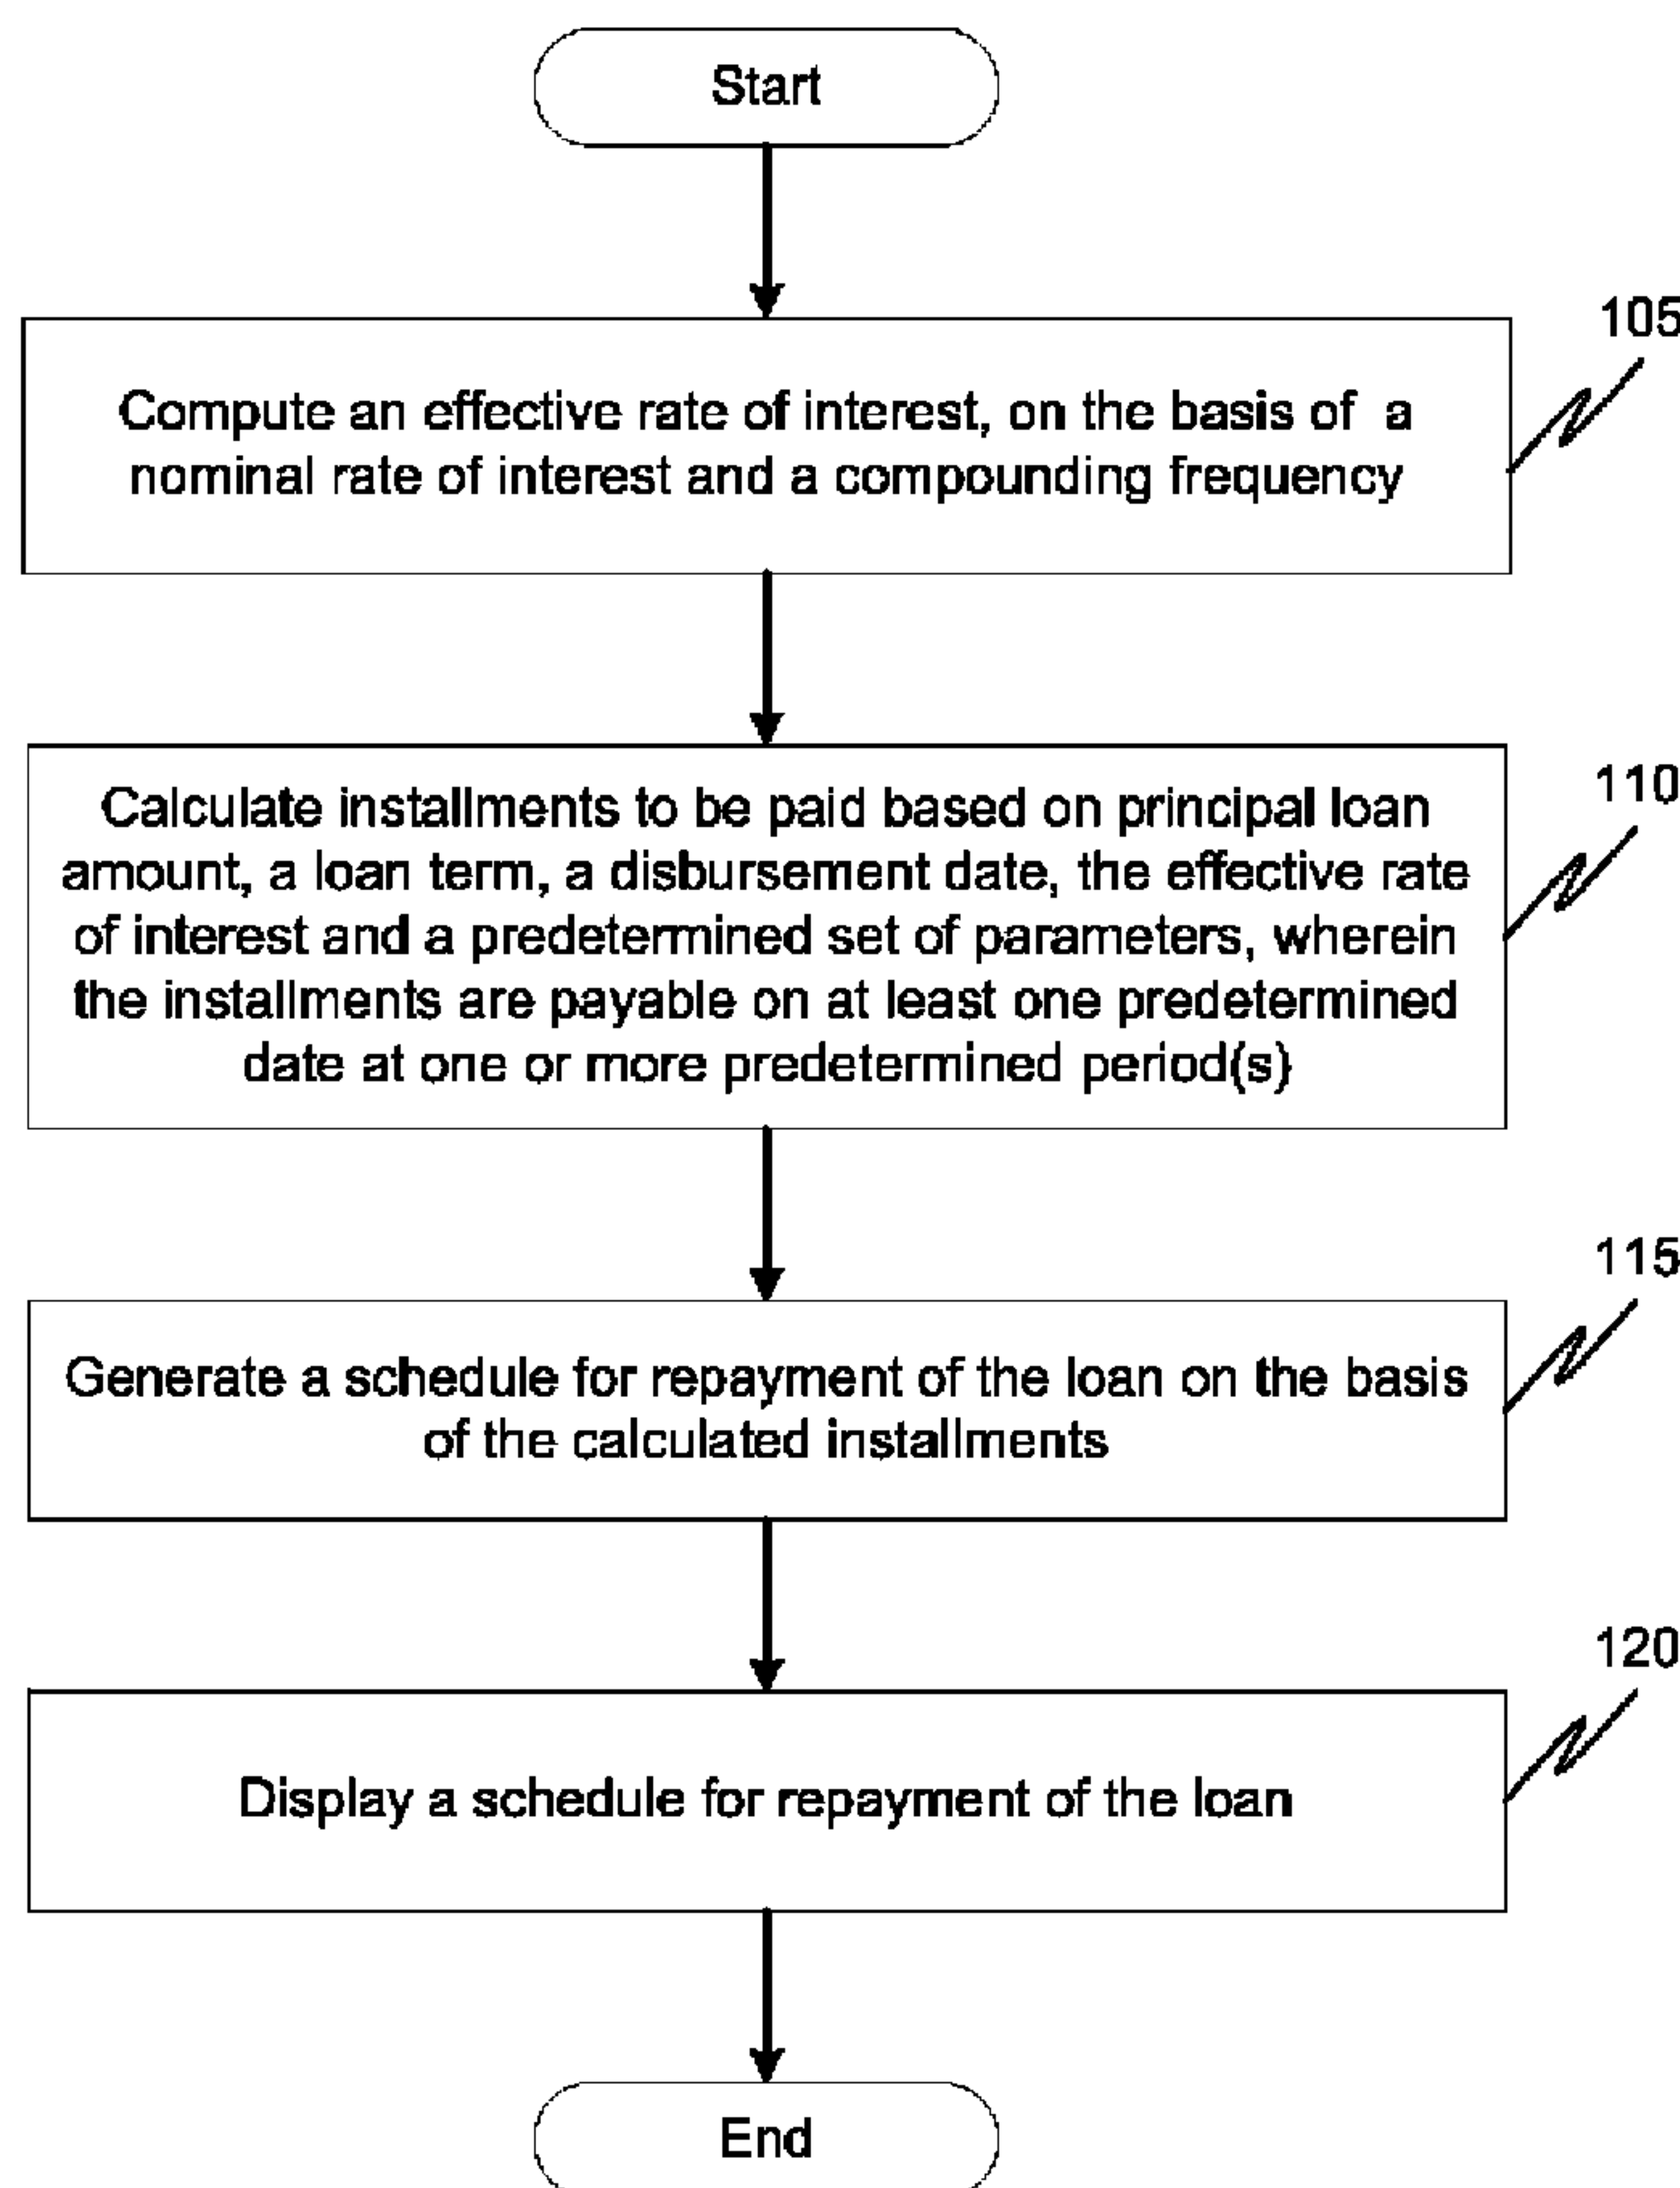 Start
105
Compute an effective rate of interest, on the basis of a
nominal rate of interest and a compounding frequency
110
Calculate installments to be paid based on principal loan
amount, a loan term, a disbursement date, the effective rate
of interest and a predetermined set of parameters, wherein
the installments are payable on at least one predetermined
date at one or more predetermined period(s)
115
Generate a schedule for repayment of the loan on the basis
of the calculated installments
120
Display a schedule for repayment of the loan
End